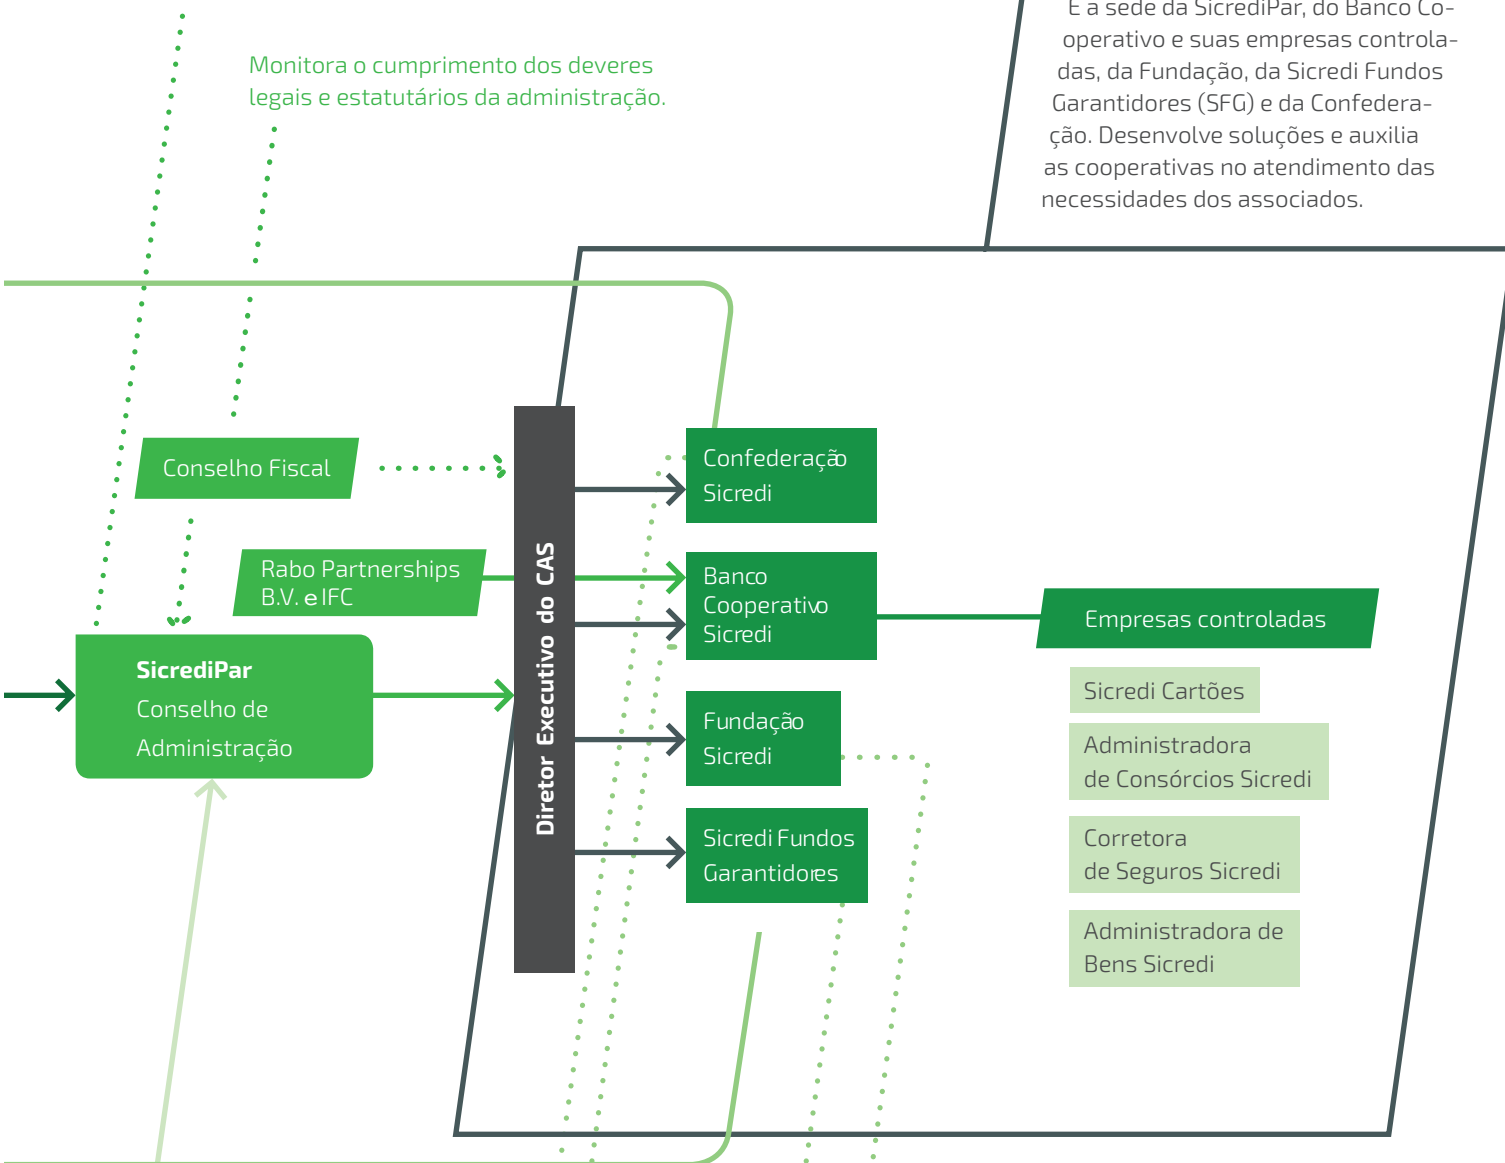 Monitora o cumprimento dos deveres
legais e estatutários da administração.
É a sede da SicrediPar, do Banco Co-
operativo e suas empresas controla-
das, da Fundação, da Sicredi Fundos
Garantidores (SFG) e da Confedera-
ção. Desenvolve soluções e auxilia
as cooperativas no atendimento das
necessidades dos associados.
Conselho Fiscal
Rabo Partnerships
B.V. e IFC
SicrediPar
Conselho de
Administração
Diretor Executivo do CAS
Confederação
Sicredi
Banco
Cooperativo
Sicredi
Fundação
Sicredi
Sicredi Fundos
Garantidores
Empresas controladas
Sicredi Cartões
Administradora
de Consórcios Sicredi
Corretora
de Seguros Sicredi
Administradora de
Bens Sicredi